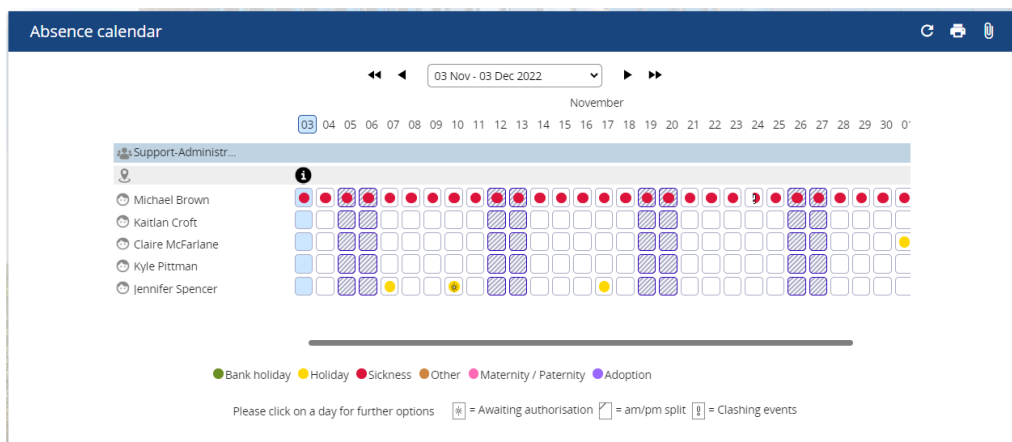 Absence calendar
03 Nov - 03 Dec 2022
November
03 04 05 06 07 08 09 10 11 12 13 14 15 16 17 18 19 20 21 22 23 24 25 26 27 28 29 30 01
Support-Administr...
Michael Brown
Kaitlan Croft
Claire McFarlane
Kyle Pittman
Jennifer Spencer
Bank holiday Holiday Sickness Other Maternity / Paternity Adoption
Please click on a day for further options = Awaiting authorisation = am/pm split = Clashing events